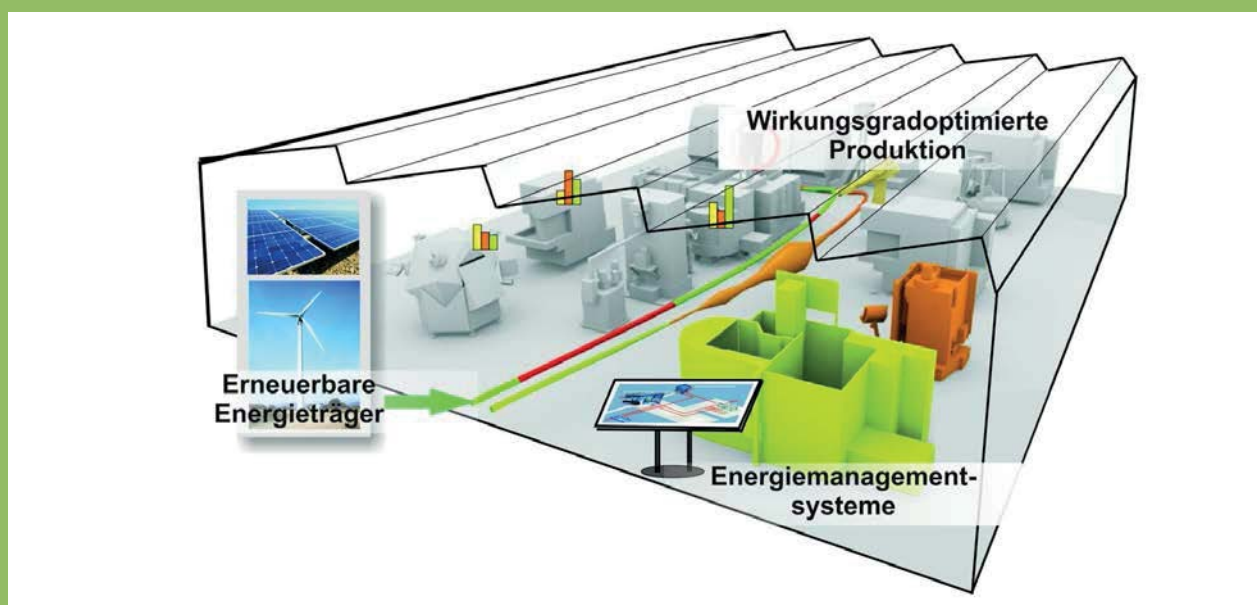 Wirkungsgradoptimierte
Produktion
Erneuerbare
Energieträger
Energiemanagement-
systeme